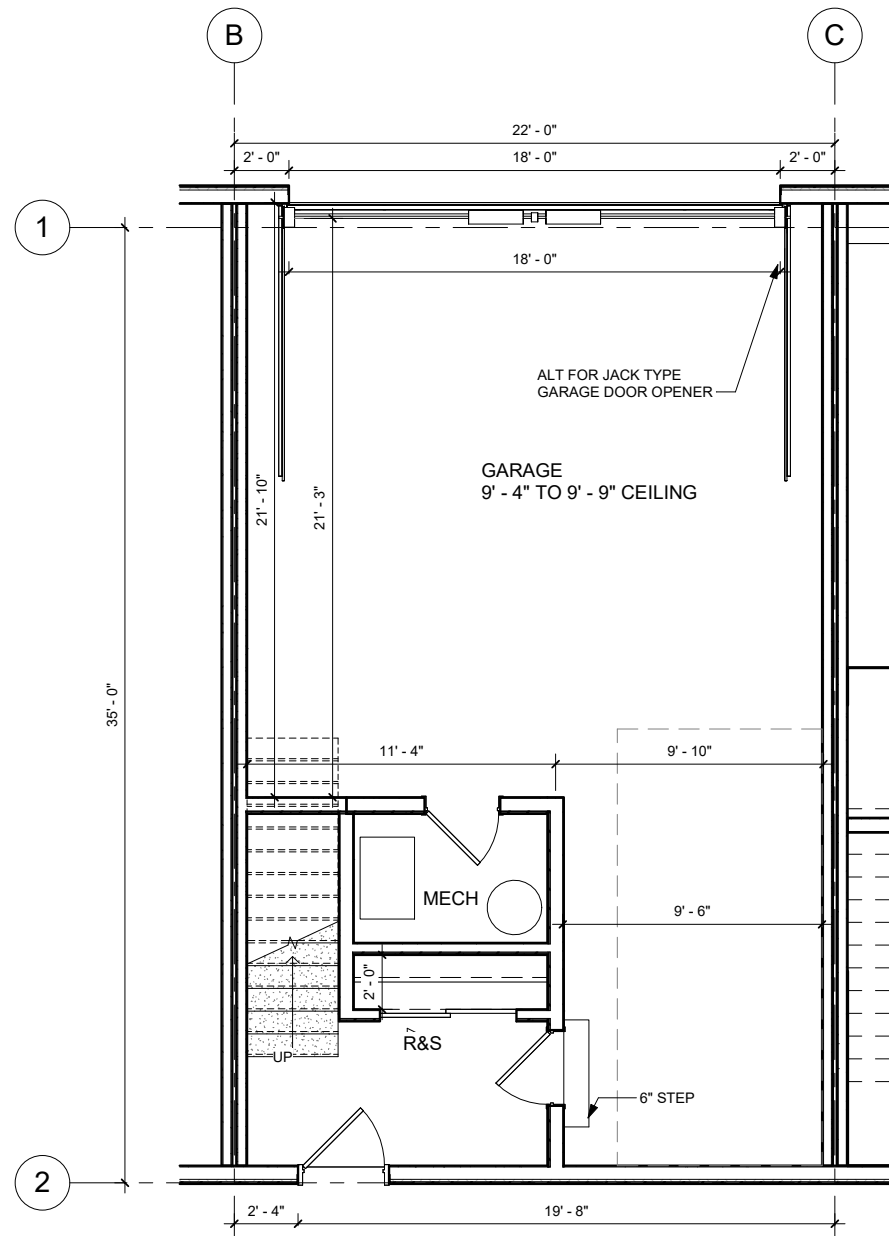 B
C
22' - 0"
2' - 0"
18' - 0"
2' - 0"
1
18' - 0"
ALT FOR JACK TYPE
GARAGE DOOR OPENER
GARAGE
9' - 4" TO 9' - 9" CEILING
21' - 10"
21' - 3"
35' - 0"
11' - 4"
9' - 10"
MECH
9' - 6"
2' - 0"
7
R&S
UP
6" STEP
2
2' - 4"
19' - 8"